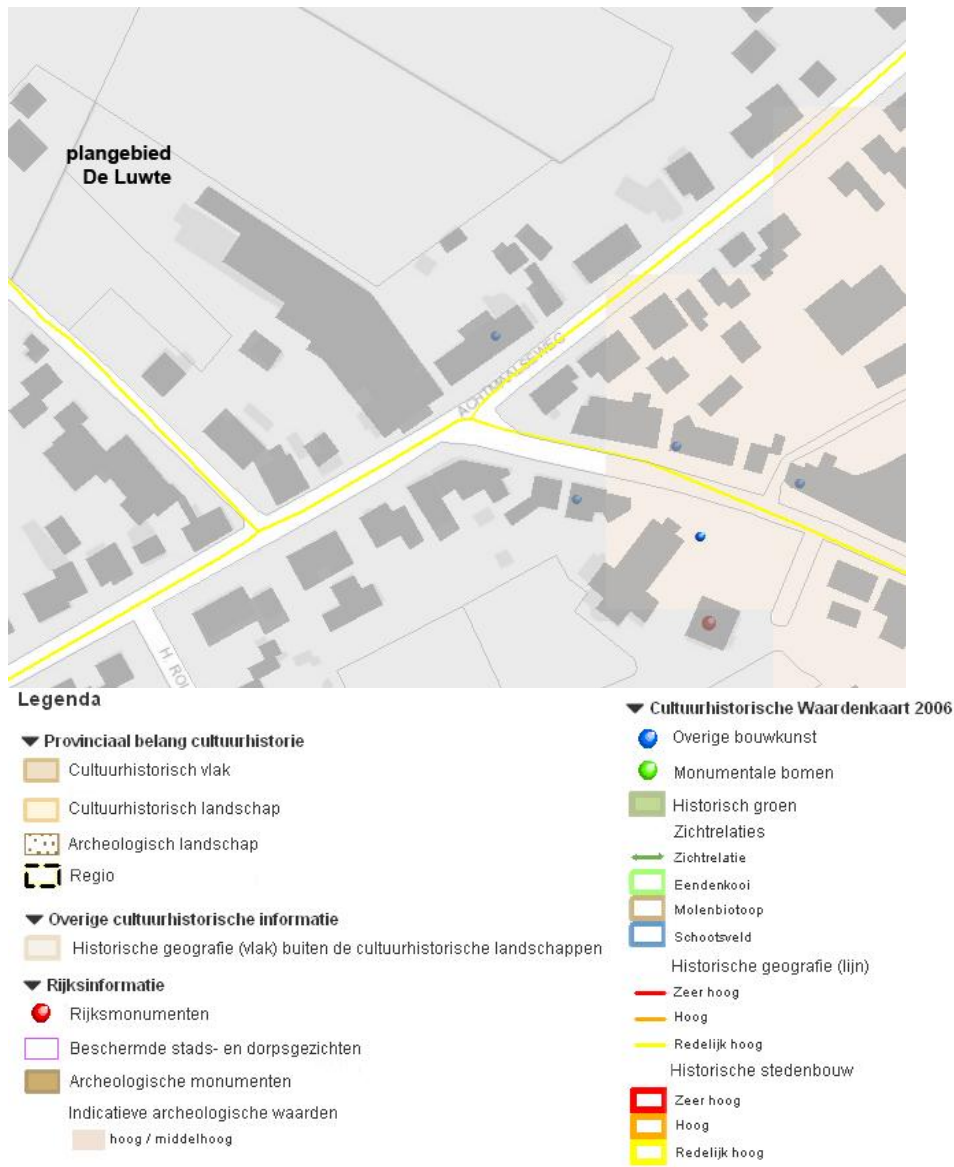 plangebied
De Luwte
ACHTMAALSEWEG
Legenda
Provinciaal belang cultuurhistorie
Cultuurhistorisch vlak
Cultuurhistorisch landschap
Archeologisch landschap
Regio
Overige cultuurhistorische informatie
Historische geografie (vlak) buiten de cultuurhistorische landschappen
Rijksinformatie
Rijksmonumenten
Beschermde stads- en dorpsgezichten
Archeologische monumenten
Indicatieve archeologische waarden
hoog / middelhoog
Cultuurhistorische Waardenkaart 2006
Overige bouwkunst
Monumentale bomen
Historisch groen
Zichtrelaties
Zichtrelatie
Eendenkooi
Molenbiotoop
Schootsveld
Historische geografie (lijn)
Zeer hoog
Hoog
Redelijk hoog
Historische stedenbouw
Zeer hoog
Hoog
Redelijk hoog